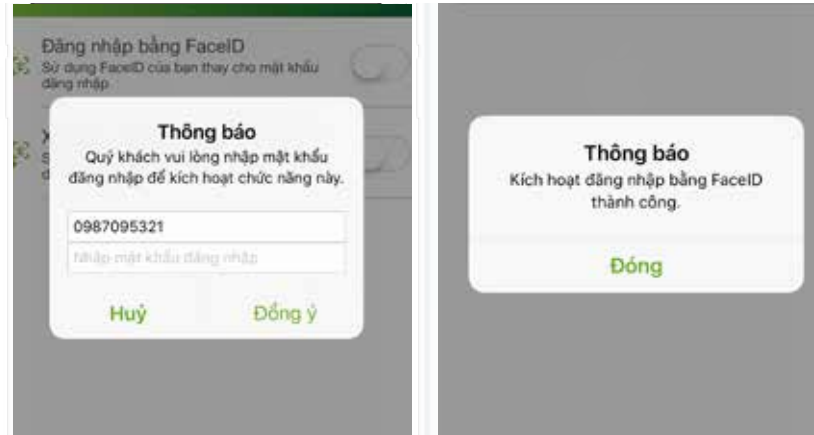 Đăng nhập bằng FaceID
Sử dụng FaceID của bạn thay cho mật khẩu
đăng nhập
Thông báo
Quý khách vui lòng nhập mật khẩu
đăng nhập để kích hoạt chức năng này.
0987095321
Nhập mật khẩu đăng nhập
Huỷ
Đồng ý
Thông báo
Kích hoạt đăng nhập bằng FaceID
thành công.
Đóng